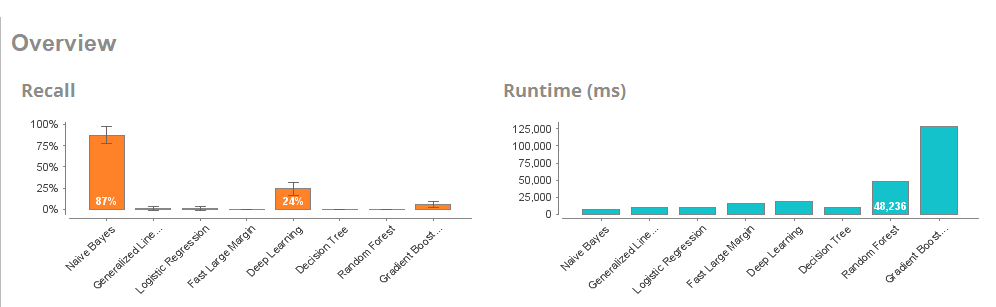 Overview
Recall
100%
75%
50%
25%
0%
87%
24%
Naive Bayes
Generalized Line...
Logistic Regression
Fast Large Margin
Deep Learning
Decision Tree
Random Forest
Gradient Boost...
Runtime (ms)
125,000
100,000
75,000
50,000
25,000
0
48,236
Naive Bayes
Generalized Line...
Logistic Regression
Fast Large Margin
Deep Learning
Decision Tree
Random Forest
Gradient Boost...